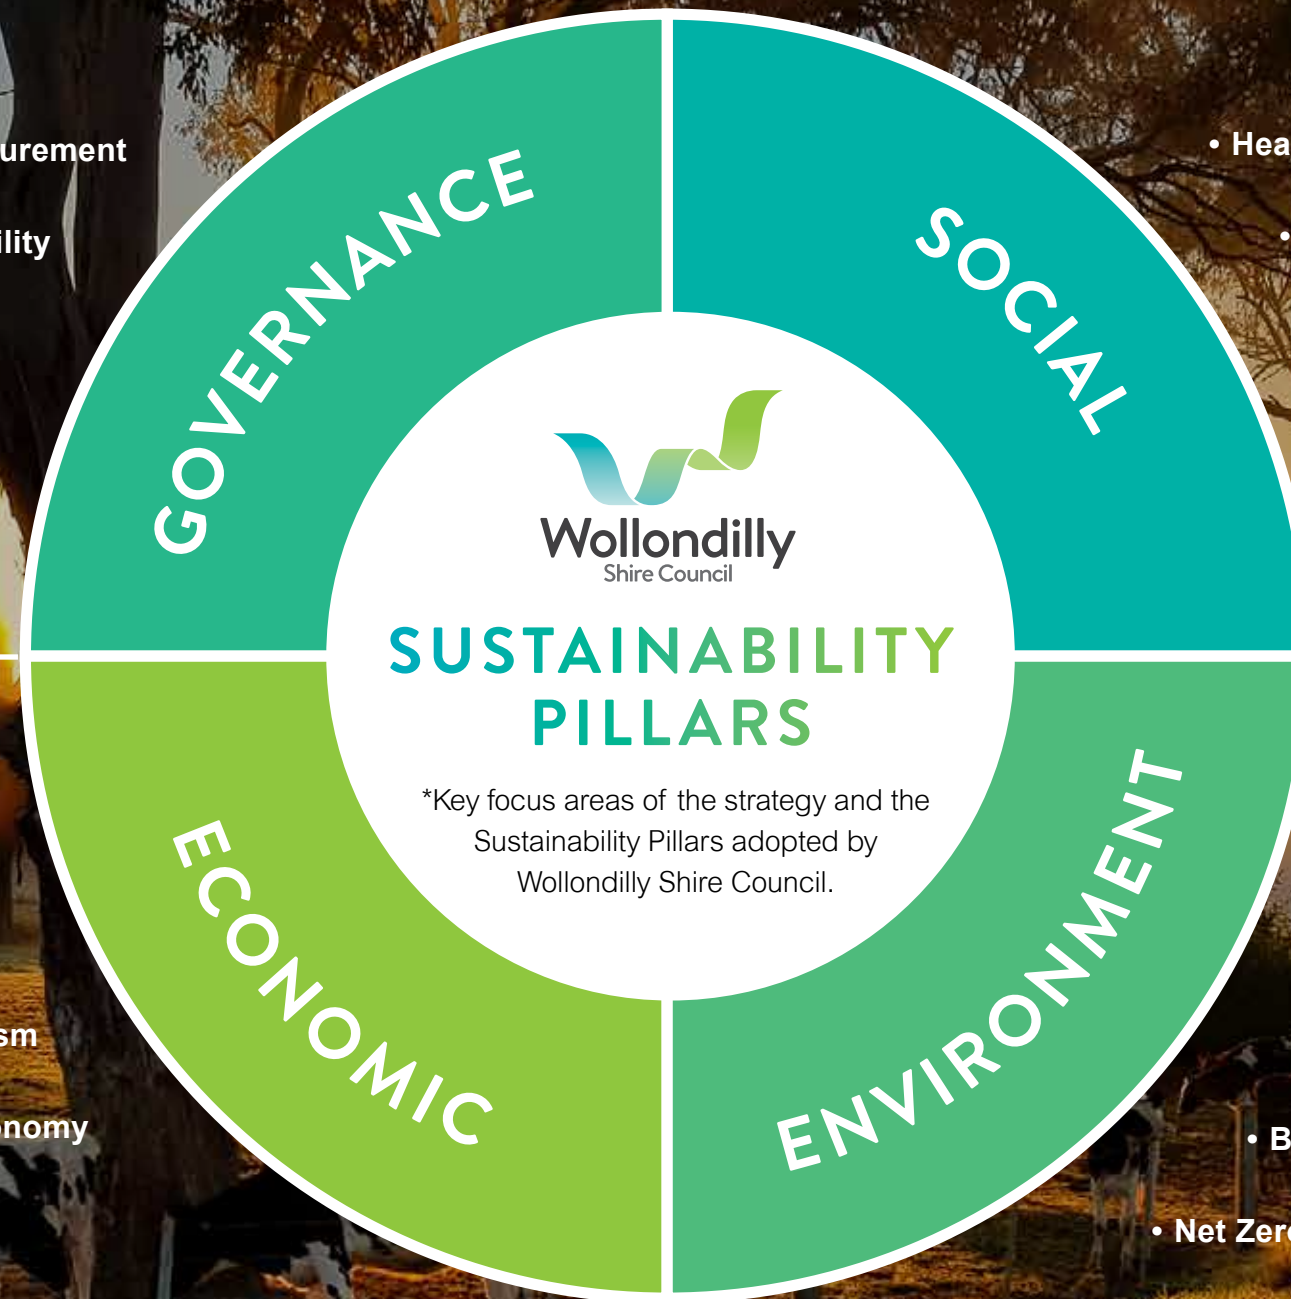 GOVERNANCE
SOCIAL
Wollondilly
Shire Council
SUSTAINABILITY
PILLARS
*Key focus areas of the strategy and the
Sustainability Pillars adopted by
Wollondilly Shire Council.
ECONOMIC
ENVIRONMENT
• Net